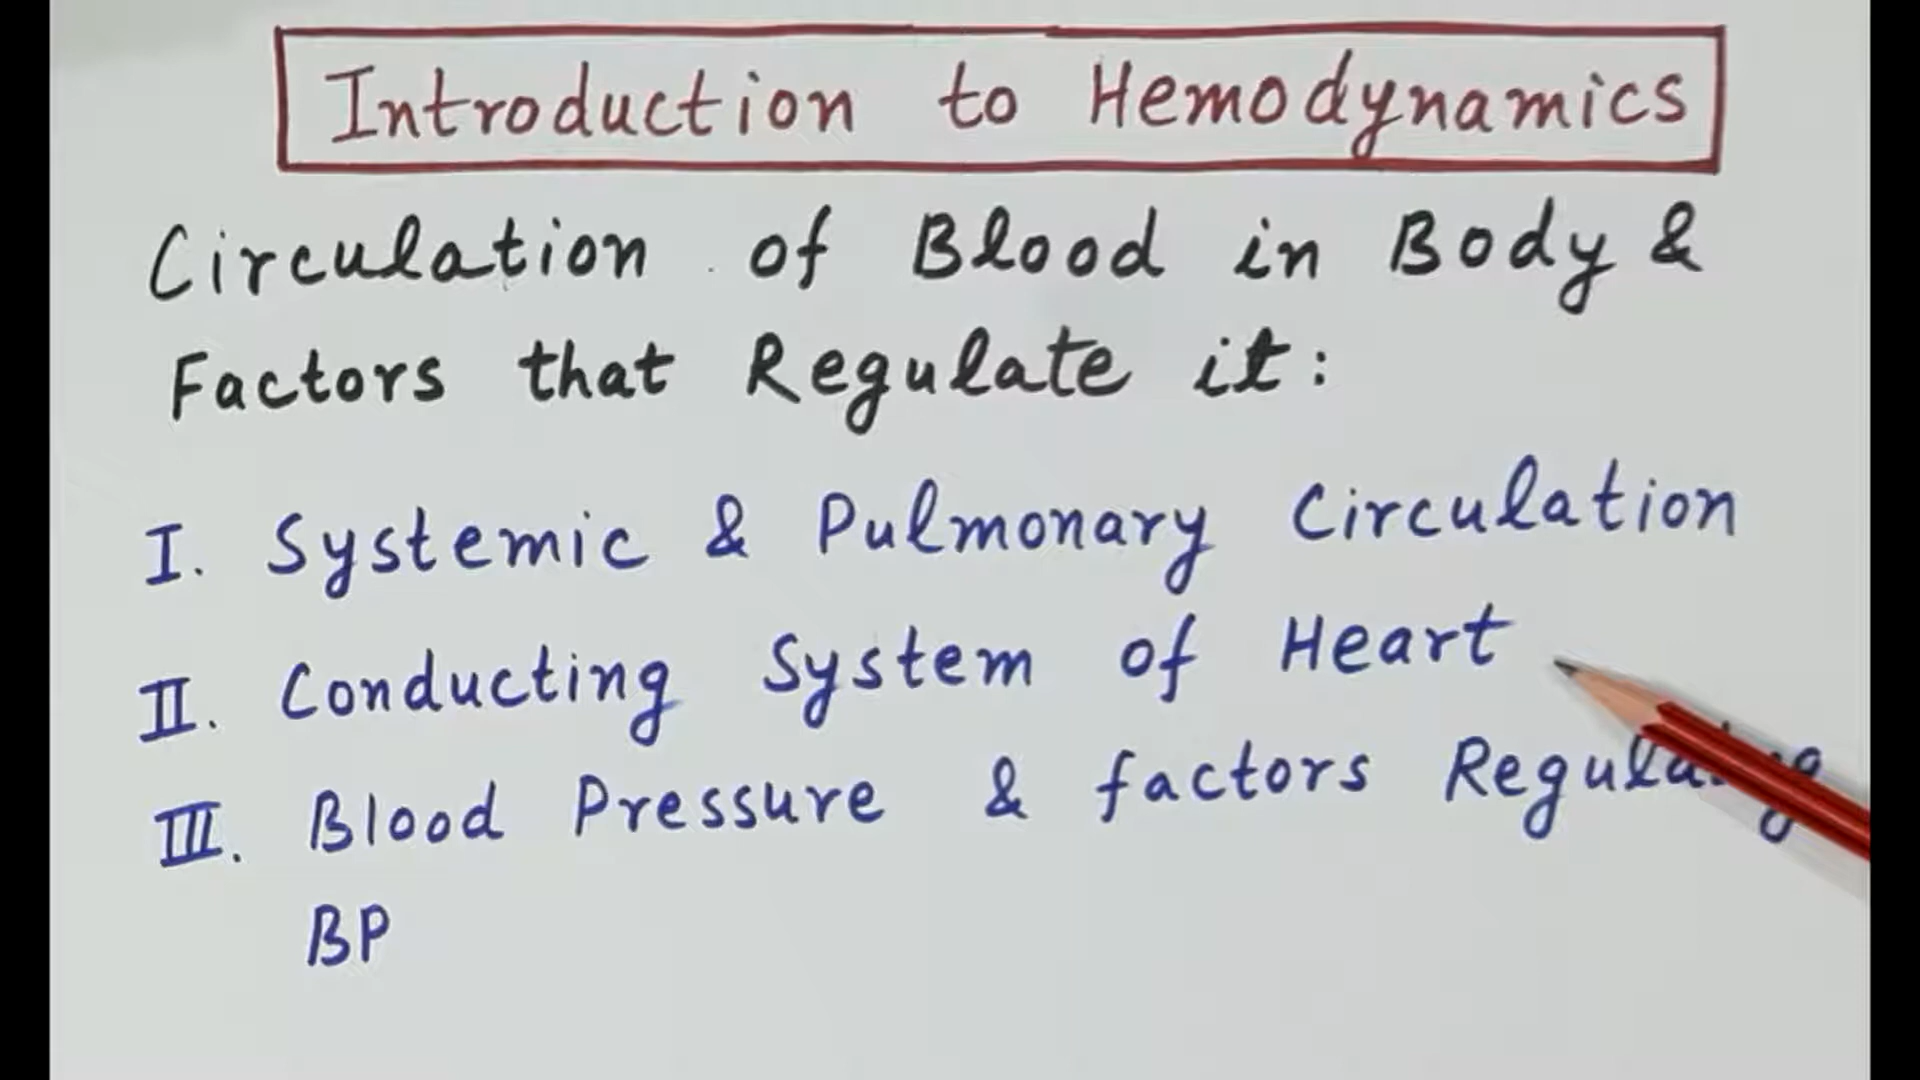 Introduction to Hemodynamics
Circulation of Blood in Body &
Factors that Regulate it:
I. Systemic & Pulmonary Circulation
II. Conducting System of Heart
III. Blood Pressure & factors Regulating
BP